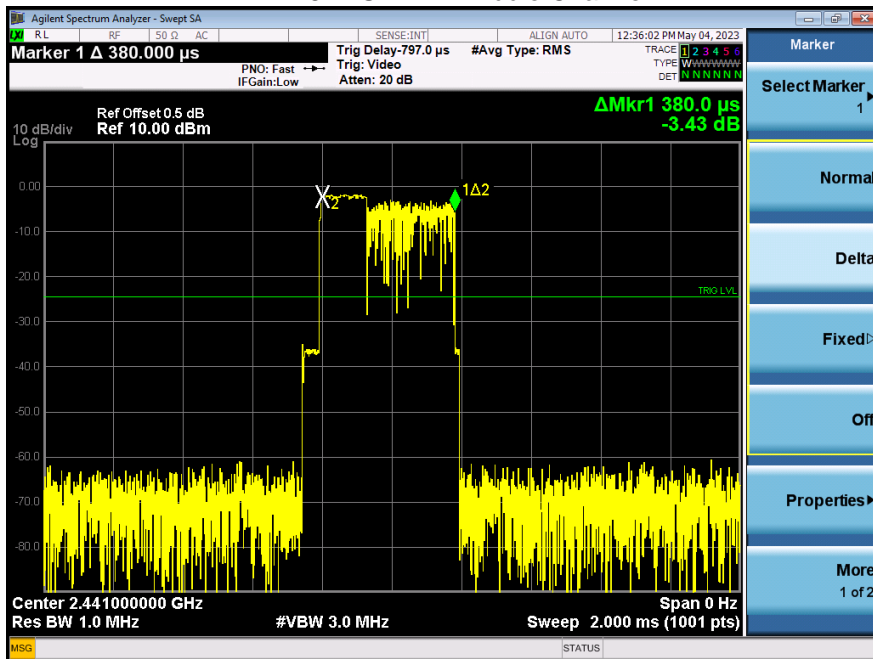 Agilent Spectrum Analyzer - Swept SA
LXI RL RF 50 Ω AC SENSE:INT ALIGN AUTO 12:36:02 PM May 04, 2023
Marker 1 Δ 380.000 µs
Trig Delay-797.0 µs #Avg Type: RMS TRACE 1 2 3 4 5 6
PNO: Fast Trig: Video TYPE WWWWWW
IFGain:Low Atten: 20 dB DET N N N N N N
ΔMkr1 380.0 µs
-3.43 dB
Ref Offset 0.5 dB
10 dB/div Ref 10.00 dBm
Log
0.00
-10.0
-20.0
-30.0
-40.0
-50.0
-60.0
-70.0
-80.0
2
1Δ2
TRIG LVL
Center 2.441000000 GHz Span 0 Hz
Res BW 1.0 MHz #VBW 3.0 MHz Sweep 2.000 ms (1001 pts)
MSG STATUS
Marker
Select Marker
1
Normal
Delta
Fixed
Off
Properties
More
1 of 2